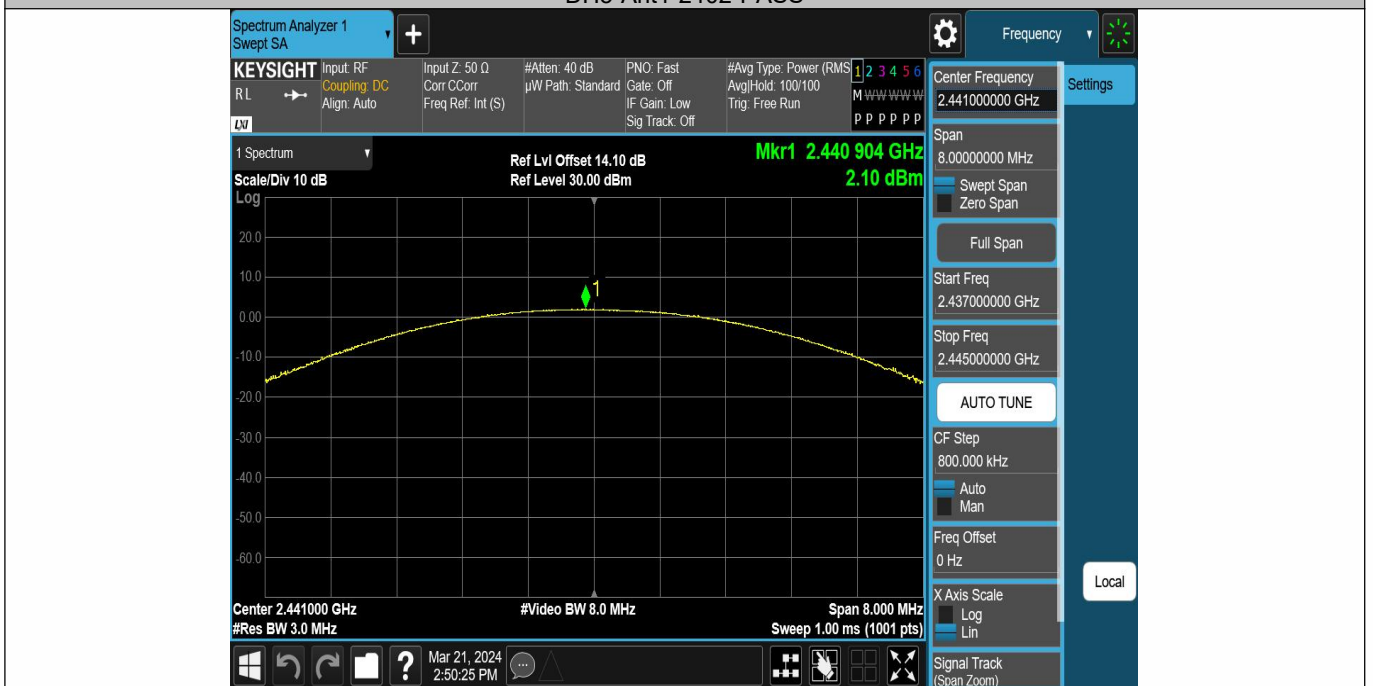 Spectrum Analyzer 1
Swept SA
+
Frequency
KEYSIGHT
RL
LXI
Input: RF
Coupling: DC
Align: Auto
Input Z: 50 Ω
Corr CCorr
Freq Ref: Int (S)
#Atten: 40 dB
µW Path: Standard
PNO: Fast
Gate: Off
IF Gain: Low
Sig Track: Off
#Avg Type: Power (RMS
Avg|Hold: 100/100
Trig: Free Run
1 2 3 4 5 6
M W W W W W
P P P P P P
1 Spectrum
Scale/Div 10 dB
Log
Ref Lvl Offset 14.10 dB
Ref Level 30.00 dBm
Mkr1 2.440 904 GHz
2.10 dBm
20.0
10.0
1
0.00
-10.0
-20.0
-30.0
-40.0
-50.0
-60.0
Center 2.441000 GHz
#Res BW 3.0 MHz
#Video BW 8.0 MHz
Span 8.000 MHz
Sweep 1.00 ms (1001 pts)
Mar 21, 2024
2:50:25 PM
?
Center Frequency
2.441000000 GHz
Settings
Span
8.00000000 MHz
Swept Span
Zero Span
Full Span
Start Freq
2.437000000 GHz
Stop Freq
2.445000000 GHz
AUTO TUNE
CF Step
800.000 kHz
Auto
Man
Freq Offset
0 Hz
X Axis Scale
Log
Lin
Local
Signal Track
(Span Zoom)